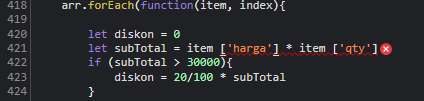 418 arr.forEach(function(item, index){
419
420 let diskon = 0
421 let subTotal = item ['harga'] * item ['qty']
422 if (subTotal > 30000){
423 diskon = 20/100 * subTotal
424 }